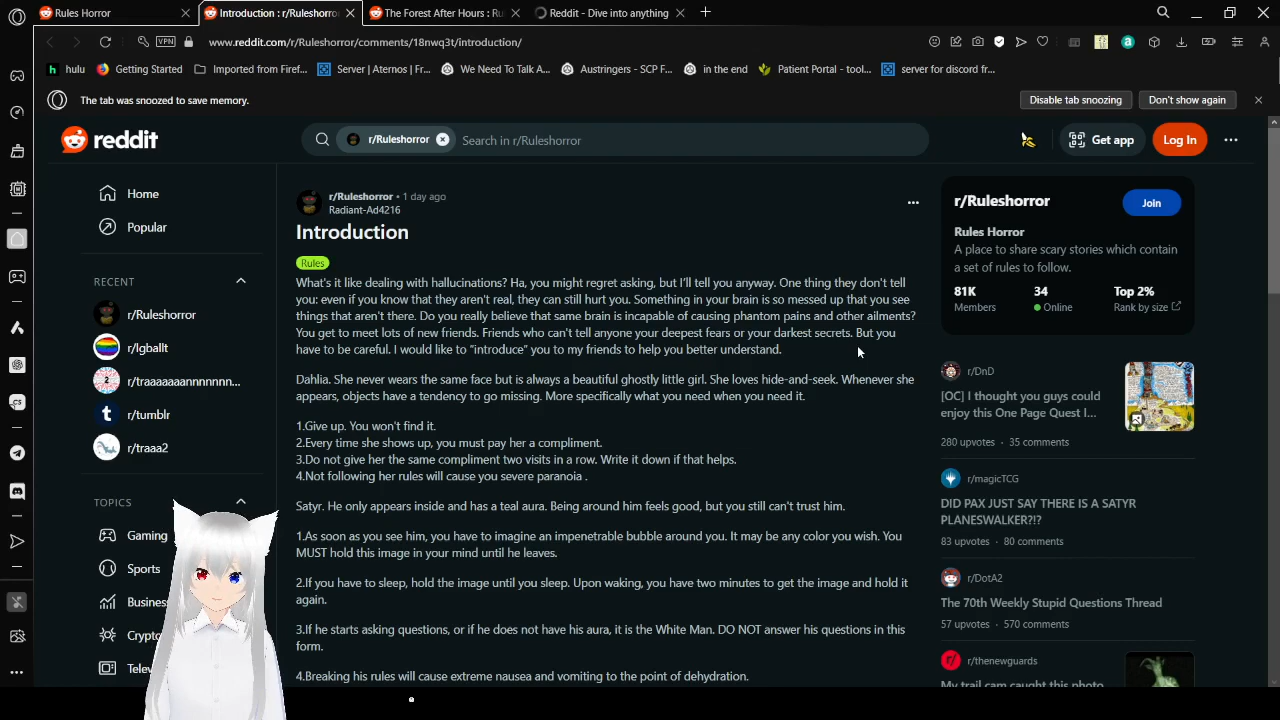 Rules Horror
Introduction : r/Ruleshorror
The Forest After Hours : Ru
Reddit - Dive into anything
VPN
www.reddit.com/r/Ruleshorror/comments/18nwq3t/introduction/
hulu
Getting Started
Imported from Firef...
Server | Aternos | Fr...
We Need To Talk A...
Austringers - SCP F...
in the end
Patient Portal - tool...
server for discord fr...
The tab was snoozed to save memory.
Disable tab snoozing
Don't show again
reddit
r/Ruleshorror
Search in r/Ruleshorror
Get app
Log In
Home
Popular
RECENT
r/Ruleshorror
r/lgballt
r/traaaaaaannnnnnn...
r/tumblr
r/traaa2
TOPICS
Gaming
Sports
Busines
Crypto
Telev
r/Ruleshorror • 1 day ago
Radiant-Ad4216
Introduction
Rules
What's it like dealing with hallucinations? Ha, you might regret asking, but I'll tell you anyway. One thing they don't tell
you: even if you know that they aren't real, they can still hurt you. Something in your brain is so messed up that you see
things that aren't there. Do you really believe that same brain is incapable of causing phantom pains and other ailments?
You get to meet lots of new friends. Friends who can't tell anyone your deepest fears or your darkest secrets. But you
have to be careful. I would like to "introduce" you to my friends to help you better understand.
Dahlia. She never wears the same face but is always a beautiful ghostly little girl. She loves hide-and-seek. Whenever she
appears, objects have a tendency to go missing. More specifically what you need when you need it.
1.Give up. You won't find it.
2.Every time she shows up, you must pay her a compliment.
3.Do not give her the same compliment two visits in a row. Write it down if that helps.
4.Not following her rules will cause you severe paranoia .
Satyr. He only appears inside and has a teal aura. Being around him feels good, but you still can't trust him.
1.As soon as you see him, you have to imagine an impenetrable bubble around you. It may be any color you wish. You
MUST hold this image in your mind until he leaves.
2.If you have to sleep, hold the image until you sleep. Upon waking, you have two minutes to get the image and hold it
again.
3.If he starts asking questions, or if he does not have his aura, it is the White Man. DO NOT answer his questions in this
form.
4.Breaking his rules will cause extreme nausea and vomiting to the point of dehydration.
r/Ruleshorror
Join
Rules Horror
A place to share scary stories which contain
a set of rules to follow.
81K
34
Top 2%
Members
Online
Rank by size
r/DnD
[OC] I thought you guys could
enjoy this One Page Quest I...
280 upvotes • 35 comments
r/magicTCG
DID PAX JUST SAY THERE IS A SATYR
PLANESWALKER?!?
83 upvotes • 80 comments
r/DotA2
The 70th Weekly Stupid Questions Thread
57 upvotes • 570 comments
r/thenewguards
My trail cam caught this photo